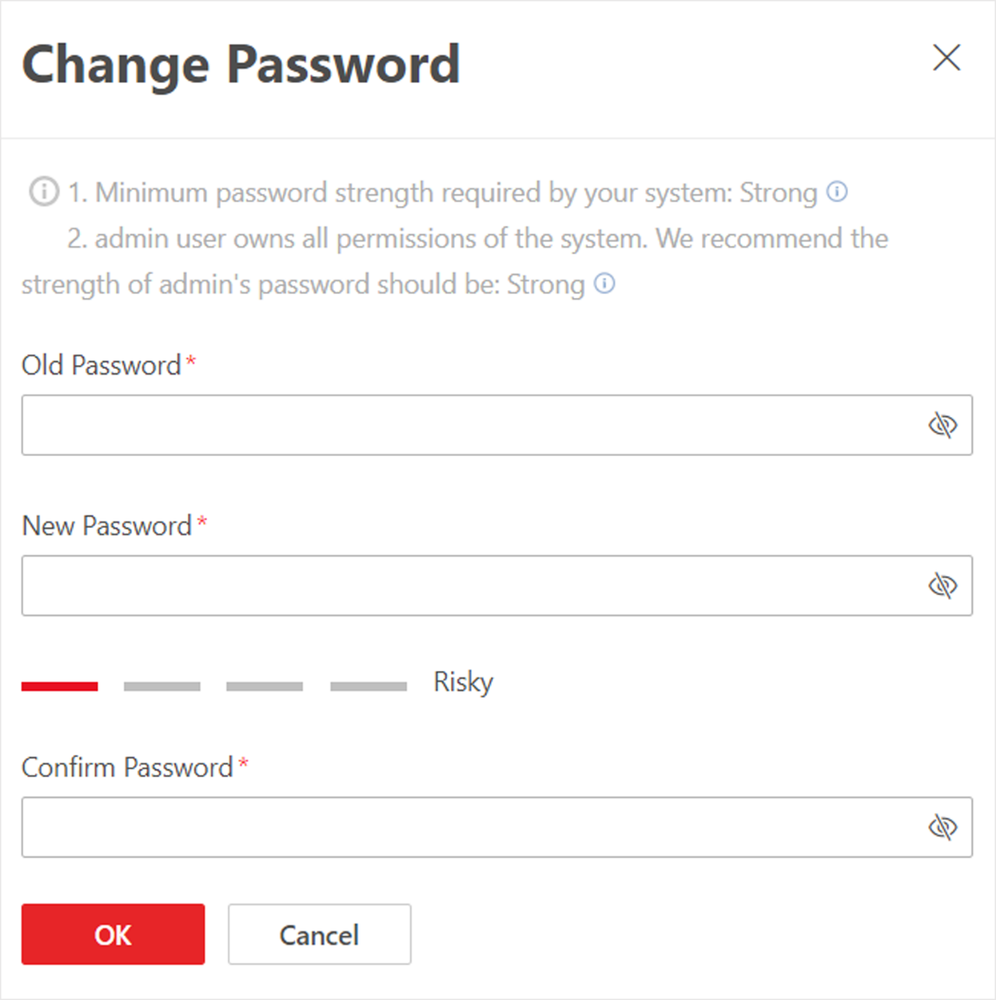 Change Password
1. Minimum password strength required by your system: Strong
2. admin user owns all permissions of the system. We recommend the
strength of admin's password should be: Strong
Old Password*
New Password*
Risky
Confirm Password*
OK
Cancel